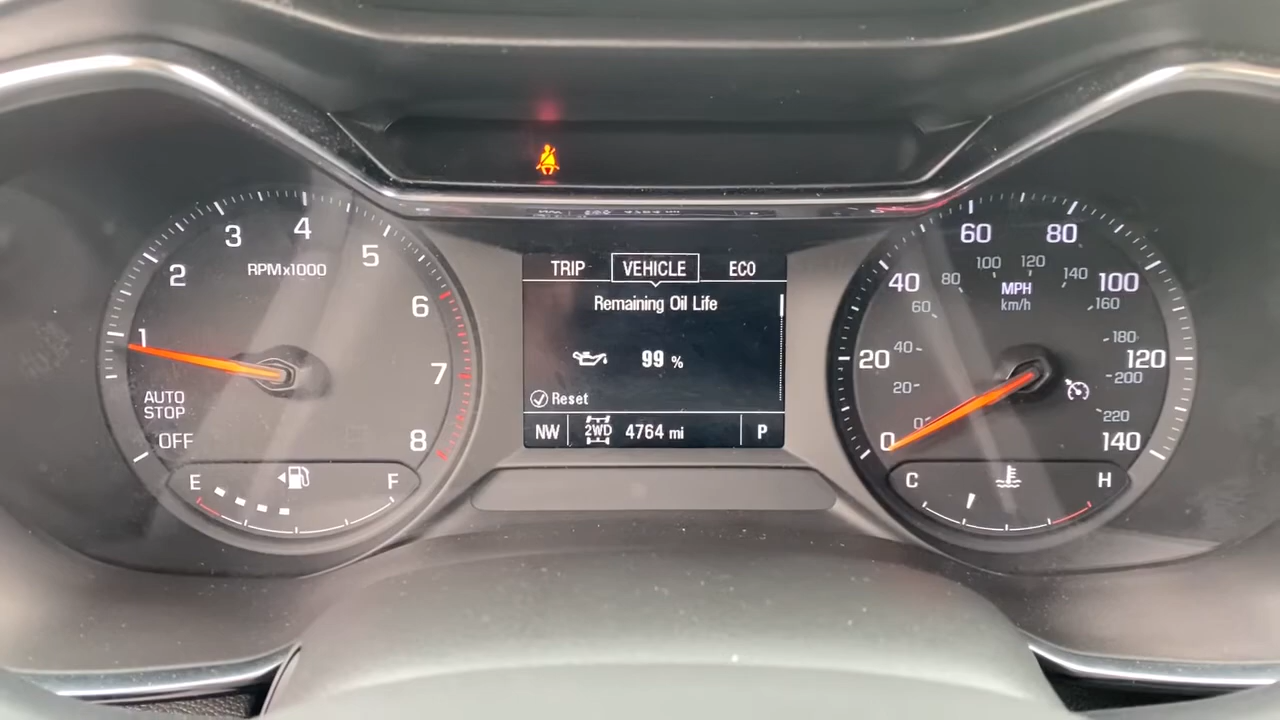 TRIP VEHICLE ECO
Remaining Oil Life
99 %
Reset
NW 2WD 4764 mi P
1 2 3 4 5 6 7 8
RPMx1000
AUTO
STOP
OFF
E F
0 20 40 60 80 100 120 140
MPH
km/h
0 20 40 60 80 100 120 140 160 180 200 220
C H